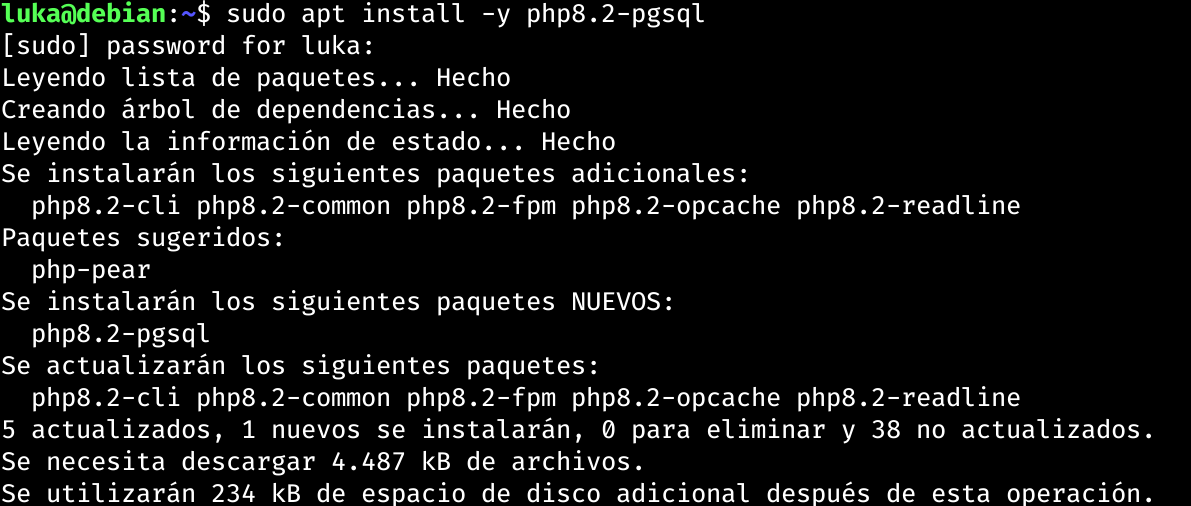 luka@debian:~$ sudo apt install -y php8.2-pgsql
[sudo] password for luka:
Leyendo lista de paquetes... Hecho
Creando árbol de dependencias... Hecho
Leyendo la información de estado... Hecho
Se instalarán los siguientes paquetes adicionales:
  php8.2-cli php8.2-common php8.2-fpm php8.2-opcache php8.2-readline
Paquetes sugeridos:
  php-pear
Se instalarán los siguientes paquetes NUEVOS:
  php8.2-pgsql
Se actualizarán los siguientes paquetes:
  php8.2-cli php8.2-common php8.2-fpm php8.2-opcache php8.2-readline
5 actualizados, 1 nuevos se instalarán, 0 para eliminar y 38 no actualizados.
Se necesita descargar 4.487 kB de archivos.
Se utilizarán 234 kB de espacio de disco adicional después de esta operación.